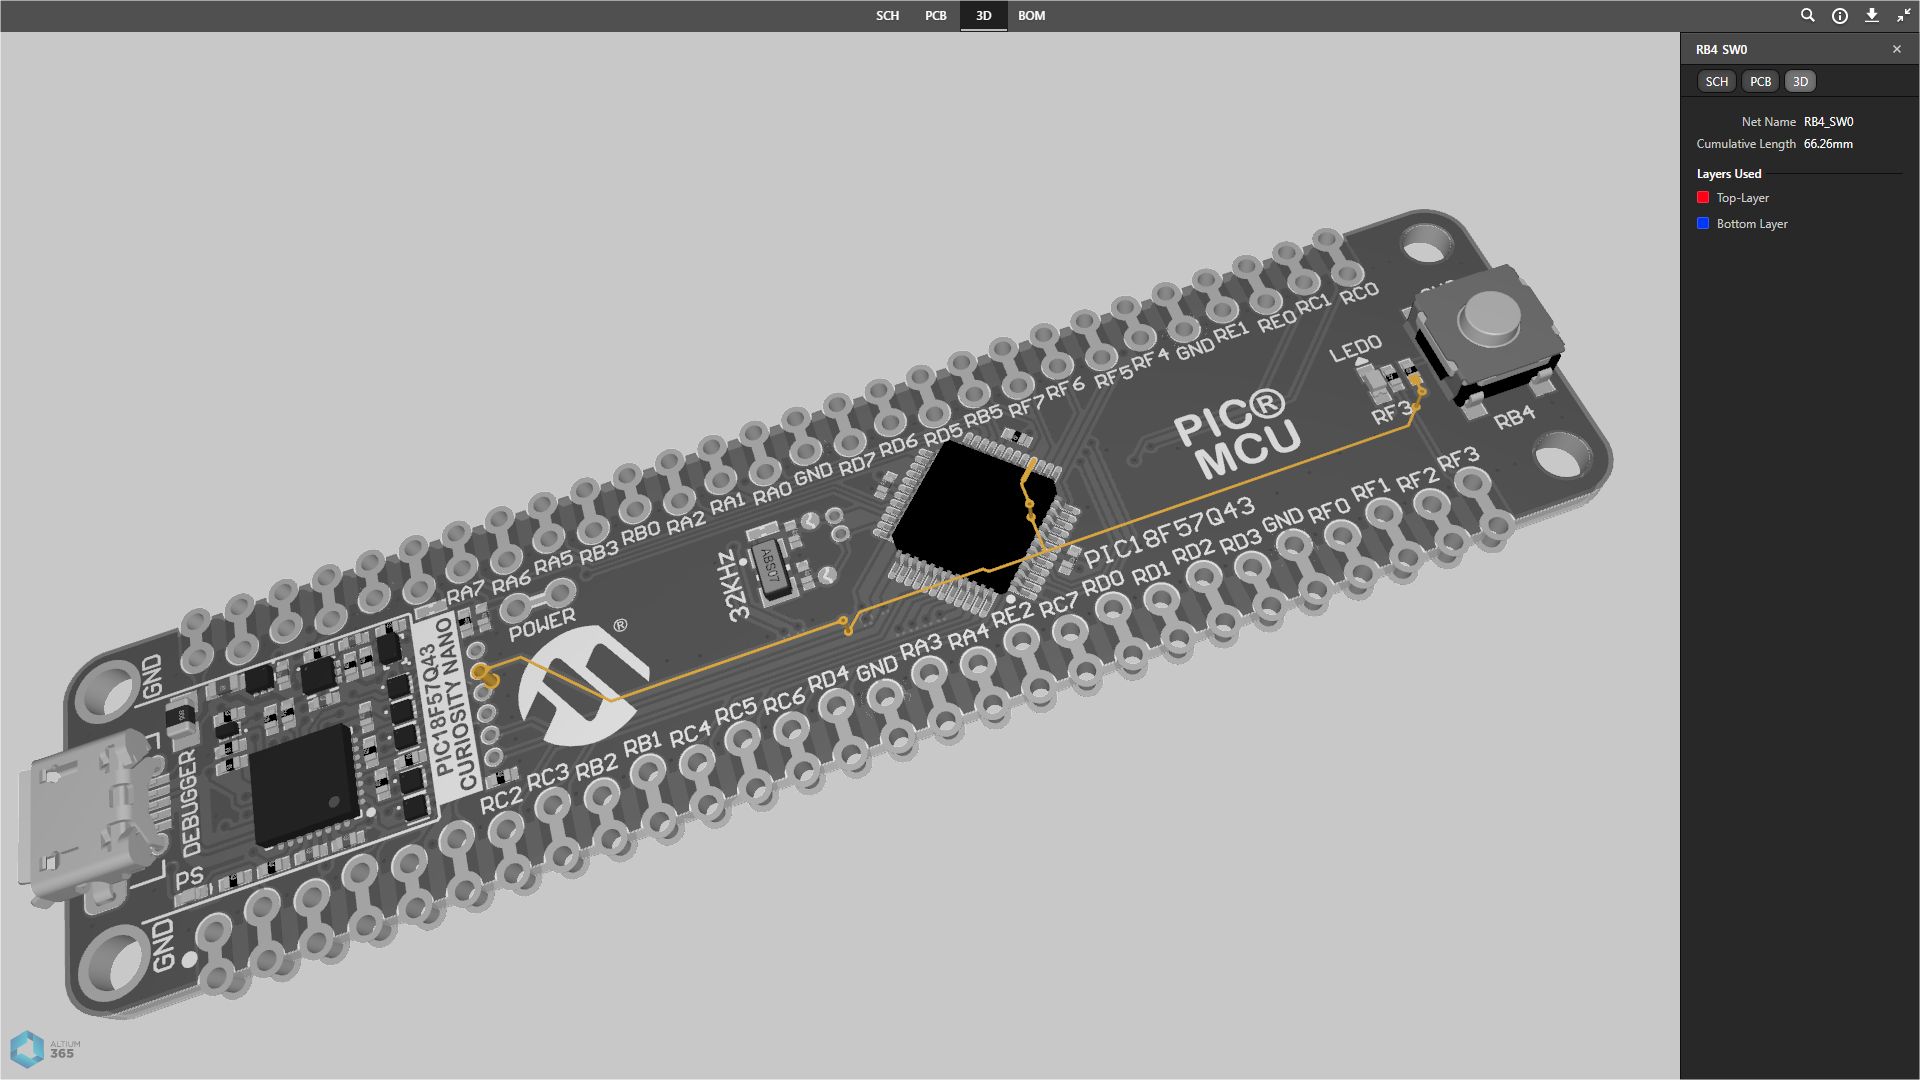 SCH
PCB
3D
BOM
RB4 SW0
SCH
PCB
3D
Net Name RB4_SW0
Cumulative Length 66.26mm
Layers Used
Top-Layer
Bottom Layer
RA7
RA6
RA5
RB3
RB0
RA2
RA1
RA0
GND
RD7
RD6
RD5
RB5
RF7
RF6
RF5
RF4
GND
RE1
RE0
RC1
RC0
LED0
RF3
RB4
PIC®
MCU
PIC18F57Q43
32KHz
ABS07
POWER
®
PIC18F57Q43
CURIOSITY NANO
GND
DEBUGGER
PS
GND
RC2
RC3
RB2
RB1
RC4
RC5
RC6
RD4
GND
RA3
RA4
RE2
RC7
RD0
RD1
RD2
RD3
GND
RF0
RF1
RF2
RF3
ALTIUM
365